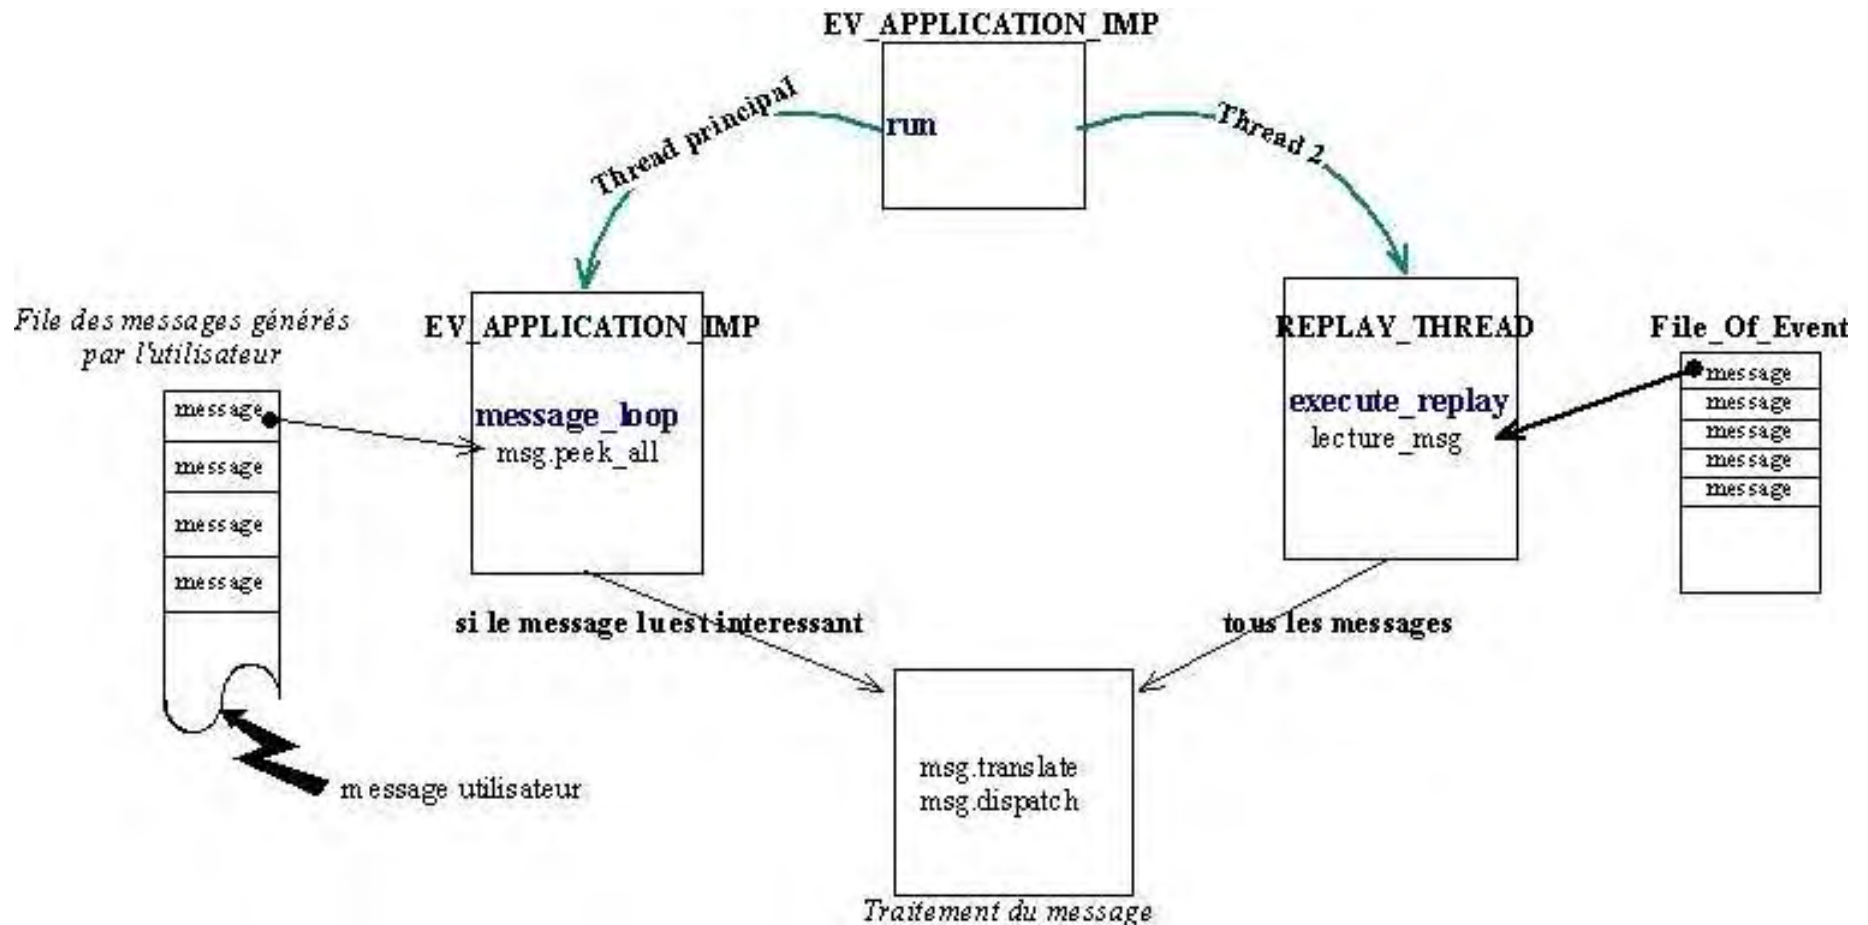 EV_APPLICATION_IMP
run
Thread principal
Thread 2
File des messages générés
par l'utilisateur
message
message
message
message
message utilisateur
EV_APPLICATION_IMP
message_loop
msg.peek_all
REPLAY_THREAD
execute_replay
lecture_msg
File_Of_Event
message
message
message
message
message
si le message lu est interessant
tous les messages
msg.translate
msg.dispatch
Traitement du message